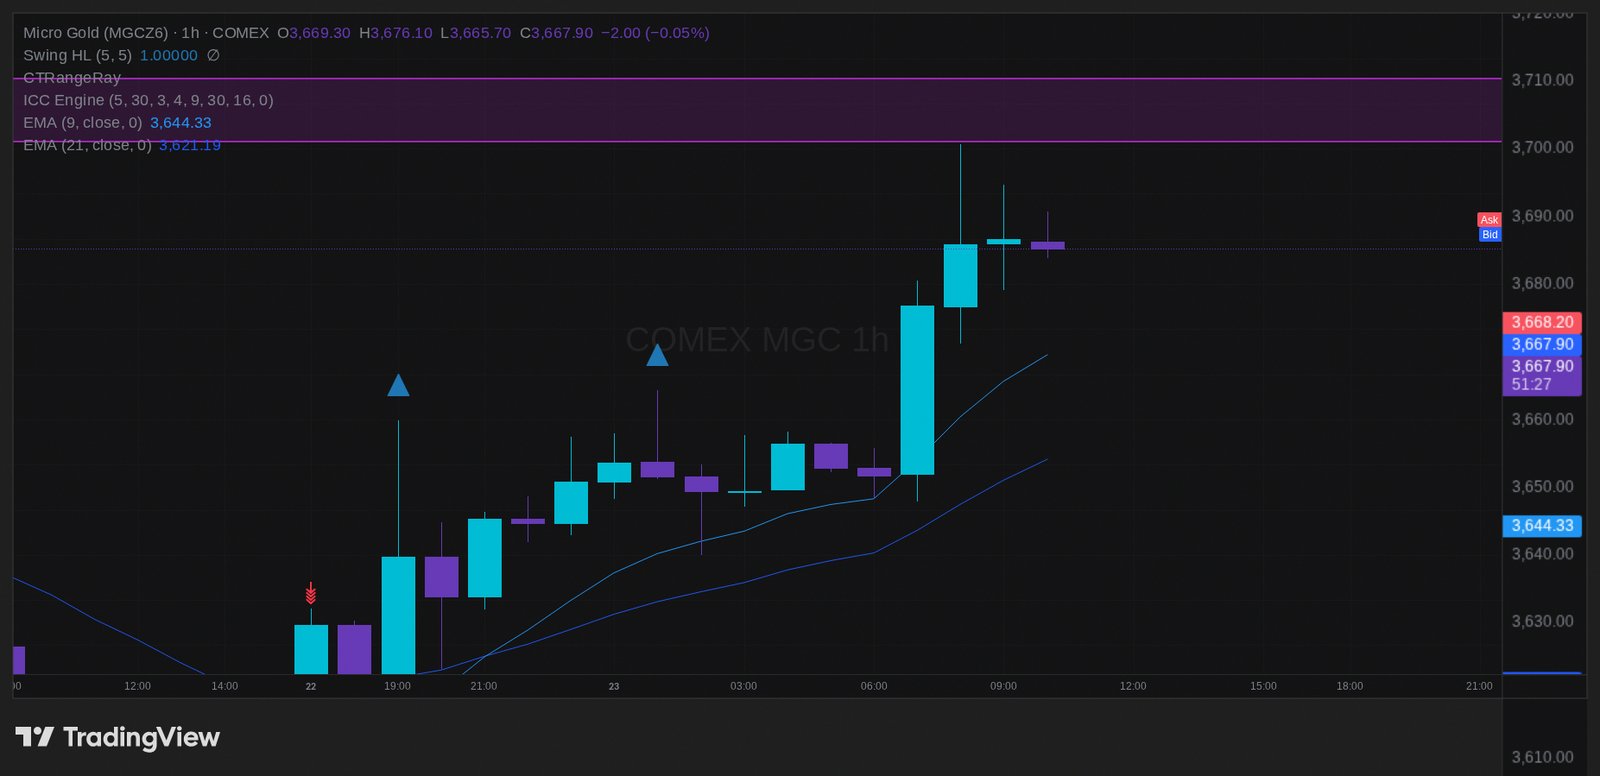 Micro Gold (MGCZ6) · 1h · COMEX O3,669.30 H3,676.10 L3,665.70 C3,667.90 −2.00 (−0.05%)
Swing HL (5, 5) 1.00000 ∅
CTRangeRay
ICC Engine (5, 30, 3, 4, 9, 30, 16, 0)
EMA (9, close, 0) 3,644.33
EMA (21, close, 0) 3,621.19
COMEX MGC 1h
3,720.00
3,710.00
3,700.00
3,690.00
Ask
Bid
3,680.00
3,668.20
3,667.90
3,667.90
51:27
3,660.00
3,650.00
3,644.33
3,640.00
3,630.00
3,610.00
12:00 14:00 22 19:00 21:00 23 03:00 06:00 09:00 12:00 15:00 18:00 21:00
TradingView